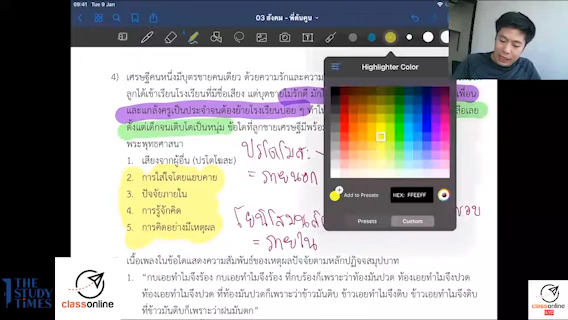 09:41 Tue 9 Jan
03 สังคม - พี่ต้นคูน
Highlighter Color
4) เศรษฐีคนหนึ่งมีบุตรชายคนเดียว ด้วยความรักและความ
ลูกได้เข้าเรียนโรงเรียนที่มีชื่อเสียง แต่บุตรชายไม่รักดี
เพื่อน
และแกล้งครูเป็นประจำจนต้องย้ายโรงเรียนบ่อย ๆ
ตั้งแต่เด็กจนเติบโตเป็นหนุ่ม ข้อใดที่ลูกชายเศรษฐีมีพร้อม
พระพุทธศาสนา
1. เสียงจากผู้อื่น (ปรโตโฆสะ)
2. การใส่ใจโดยแยบคาย
3. ปัจจัยภายใน
4. การรู้จักคิด
5. การคิดอย่างมีเหตุผล
ปรโตโฆสะ
= ภายนอก
= ภายใน
Add to Presets
HEX: FFEEFF
Presets
Custom
เนื้อเพลงในข้อใดแสดงความสัมพันธ์ของเหตุผลปัจจัยตามหลักปฏิจจสมุปบาท
1. “กบเอยทำไมจึงร้อง กบเอยทำไมจึงร้อง ที่กบร้องก็เพราะว่าท้องมันปวด ท้องเอยทำไมจึงปวด
ท้องเอยทำไมจึงปวด ที่ท้องมันปวดก็เพราะว่าข้าวมันดิบ ข้าวเอยทำไมจึงดิบ ข้าวเอยทำไมจึงดิบ
ที่ข้าวมันดิบก็เพราะว่าฝนมันตก”
THE STUDY TIMES
classonline
classonline
LIVE